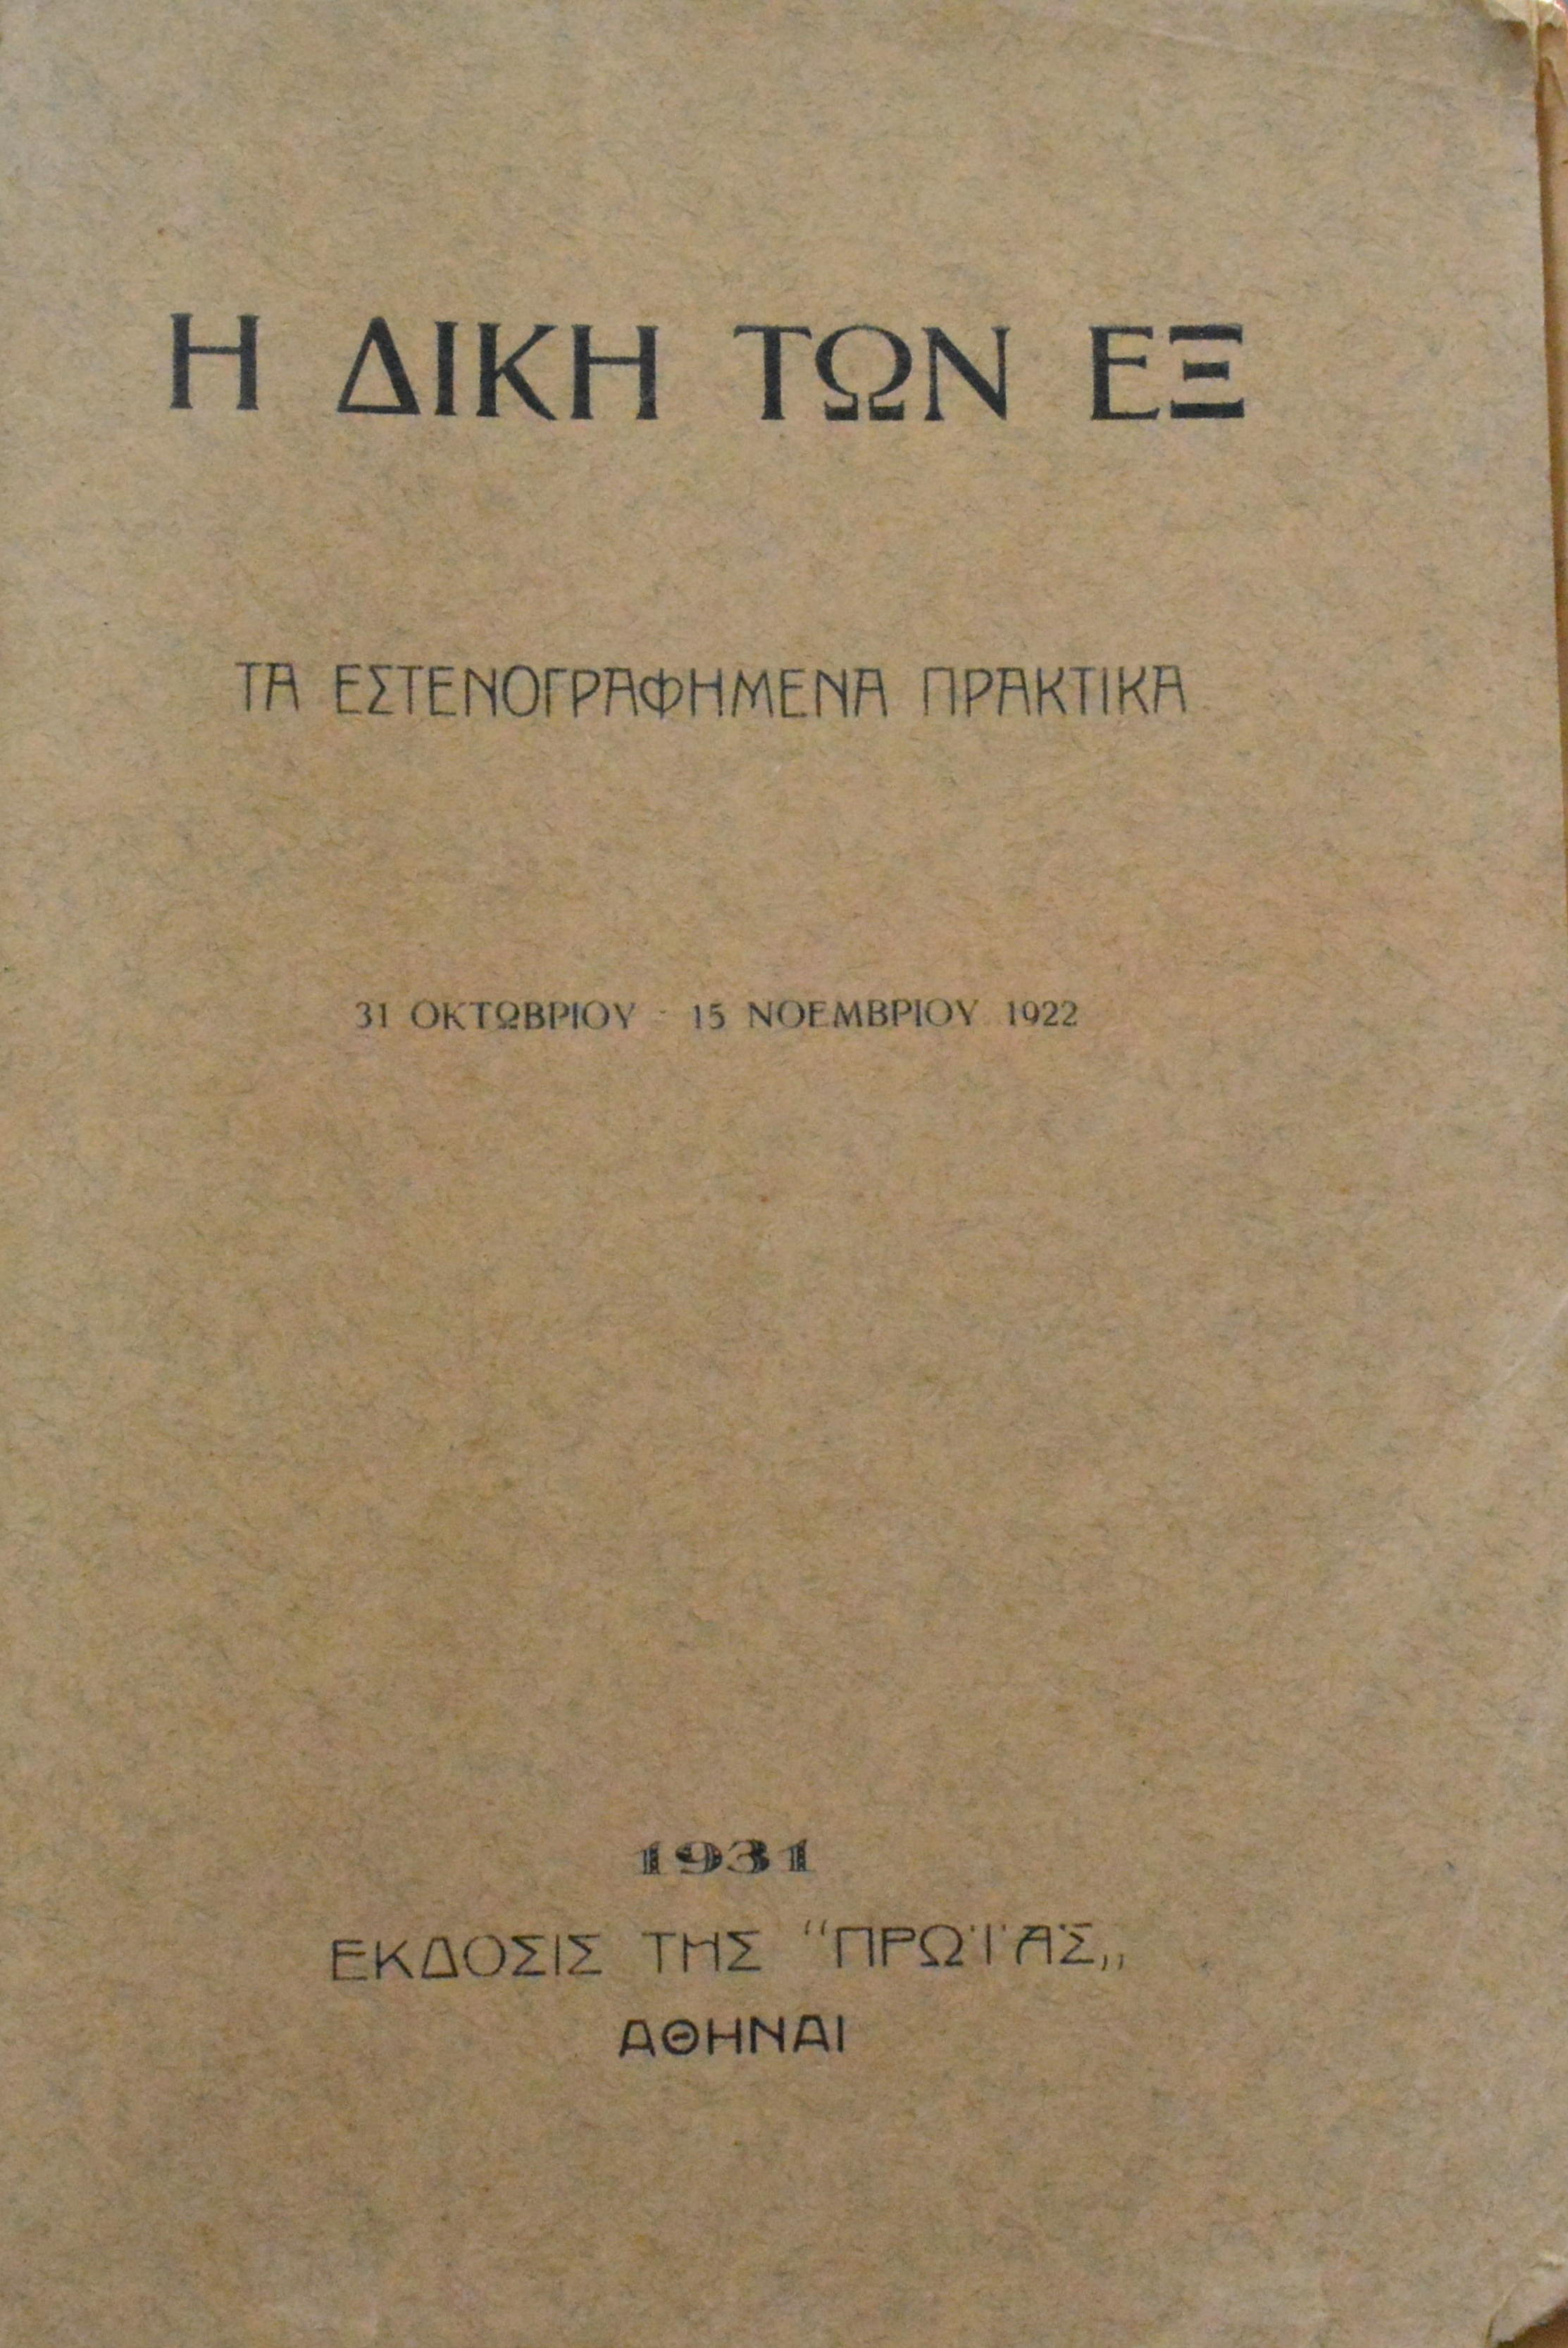 Η ΔΙΚΗ ΤΩΝ ΕΞ
ΤΑ ΕΣΤΕΝΟΓΡΑΦΗΜΕΝΑ ΠΡΑΚΤΙΚΑ
31 ΟΚΤΩΒΡΙΟΥ - 15 ΝΟΕΜΒΡΙΟΥ 1922
1931
ΕΚΔΟΣΙΣ ΤΗΣ “ΠΡΩΪΑΣ„
ΑΘΗΝΑΙ